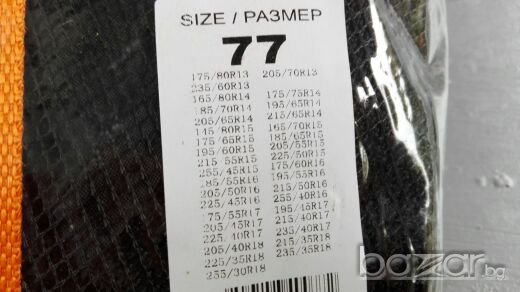 SIZE / РАЗМЕР
77
175/80R13 205/70R13
235/60R13
165/80R14 175/75R14
185/70R14 195/65R14
205/65R14 215/65R14
145/80R15 165/70R15
175/65R15 185/65R15
195/60R15 205/55R15
215/55R15 225/50R15
255/45R15 175/60R16
185/55R16 195/55R16
205/50R16 215/50R16
225/45R16 255/40R16
175/55R17 195/45R17
205/45R17 215/40R17
225/40R17 235/40R17
205/40R18 215/35R18
225/35R18 235/35R18
255/30R18
bazar.bg